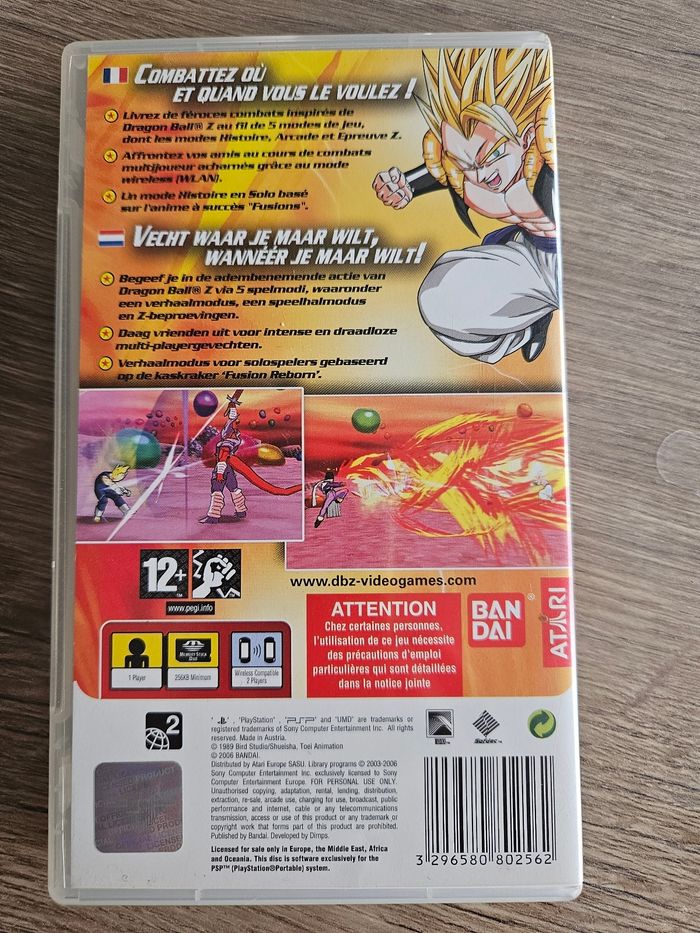 COMBATTEZ OÙ
ET QUAND VOUS LE VOULEZ !
Livrez de féroces combats inspirés de
Dragon Ball® Z au fil de 5 modes de jeu,
dont les modes Histoire, Arcade et Epreuve Z.
Affrontez vos amis au cours de combats
multijoueur acharnés grâce au mode
wireless (WLAN).
Un mode Histoire en Solo basé
sur l'anime à succès "Fusions".
VECHT WAAR JE MAAR WILT,
WANNÉÉR JE MAAR WILT!
Begeef je in de adembenemende actie van
Dragon Ball® Z via 5 spelmodi, waaronder
een verhaalmodus, een speelhalmodus
en Z-beproevingen.
Daag vrienden uit voor intense en draadloze
multi-playergevechten.
Verhaalmodus voor solospelers gebaseerd
op de kaskraker 'Fusion Reborn'.
12+
www.pegi.info
www.dbz-videogames.com
ATTENTION
Chez certaines personnes,
l'utilisation de ce jeu nécessite
des précautions d'emploi
particulières qui sont détaillées
dans la notice jointe
BAN
DAI
ATARI
1 Player
MEMORY STICK
DUO
256KB Minimum
Wireless Compatible
2 Players
2
" ", "PlayStation", "PSP" and "UMD" are trademarks or
registered trademarks of Sony Computer Entertainment Inc. All rights
reserved. Made in Austria.
© 1989 Bird Studio/Shueisha, Toei Animation
© 2006 BANDAI.
Distributed by Atari Europe SASU. Library programs © 2003-2006
Sony Computer Entertainment Inc. exclusively licensed to Sony
Computer Entertainment Europe. FOR PERSONAL USE ONLY.
Unauthorised copying, adaptation, rental, lending, distribution,
extraction, re-sale, arcade use, charging for use, broadcast, public
performance and internet, cable or any telecommunications
transmission, access or use of this product or any trademark or
copyright work that forms part of this product are prohibited.
Published by Bandai. Developed by Dimps.
Licensed for sale only in Europe, the Middle East, Africa
and Oceania. This disc is software exclusively for the
PSP™ (PlayStation®Portable) system.
3 296580 802562